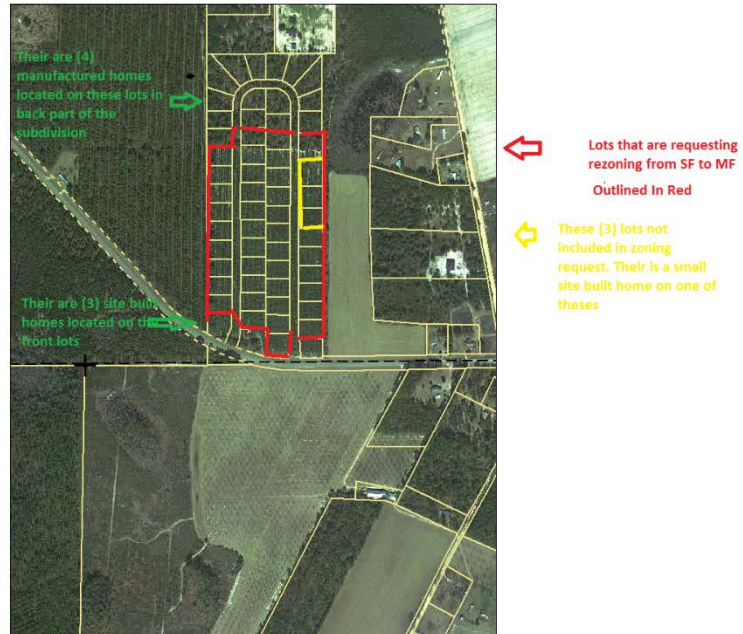 Their are (4)
manufactured homes
located on these lots in
back part of the
subdivision
Lots that are requesting
rezoning from SF to MF
Outlined In Red
These (3) lots not
included in zoning
request. Their is a small
site built home on one of
theses
Their are (3) site built
homes located on the
front lots